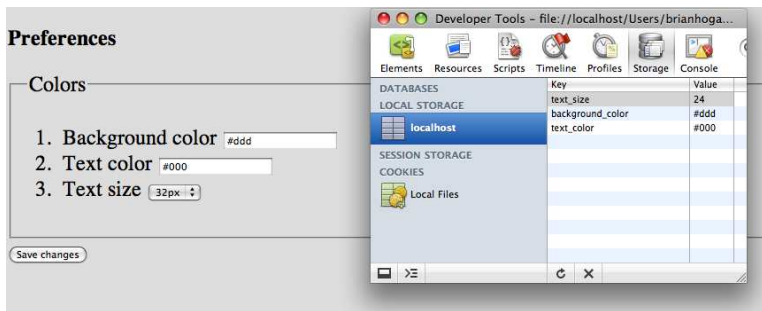 Preferences
Colors
1. Background color #ddd
2. Text color #000
3. Text size 32px
Save changes
Developer Tools – file://localhost/Users/brianhoga...
Elements Resources Scripts Timeline Profiles Storage Console
DATABASES
LOCAL STORAGE
localhost
SESSION STORAGE
COOKIES
Local Files
Key Value
text_size 24
background_color #ddd
text_color #000